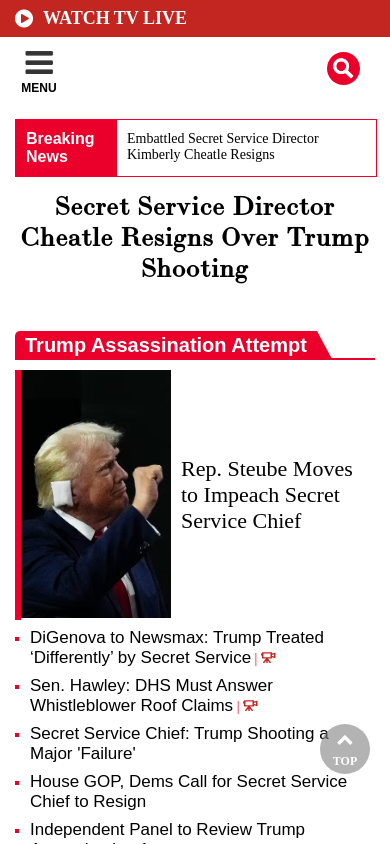 WATCH TV LIVE
MENU
Breaking
News
Embattled Secret Service Director
Kimberly Cheatle Resigns
Secret Service Director
Cheatle Resigns Over Trump
Shooting
Trump Assassination Attempt
Rep. Steube Moves
to Impeach Secret
Service Chief
DiGenova to Newsmax: Trump Treated
‘Differently’ by Secret Service |
Sen. Hawley: DHS Must Answer
Whistleblower Roof Claims |
Secret Service Chief: Trump Shooting a
Major 'Failure'
TOP
House GOP, Dems Call for Secret Service
Chief to Resign
Independent Panel to Review Trump